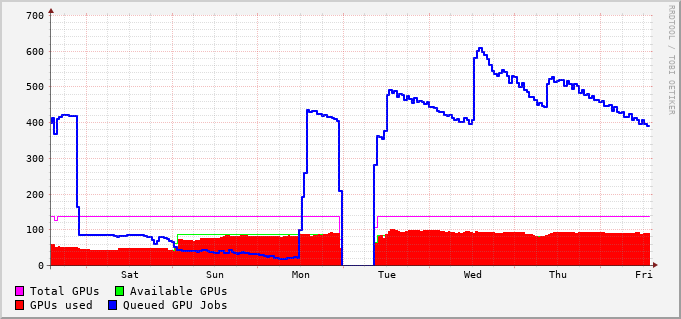 700
600
500
400
300
200
100
0
Sat Sun Mon Tue Wed Thu Fri
Total GPUs Available GPUs
GPUs used Queued GPU Jobs
RRDTOOL / TOBI OETIKER